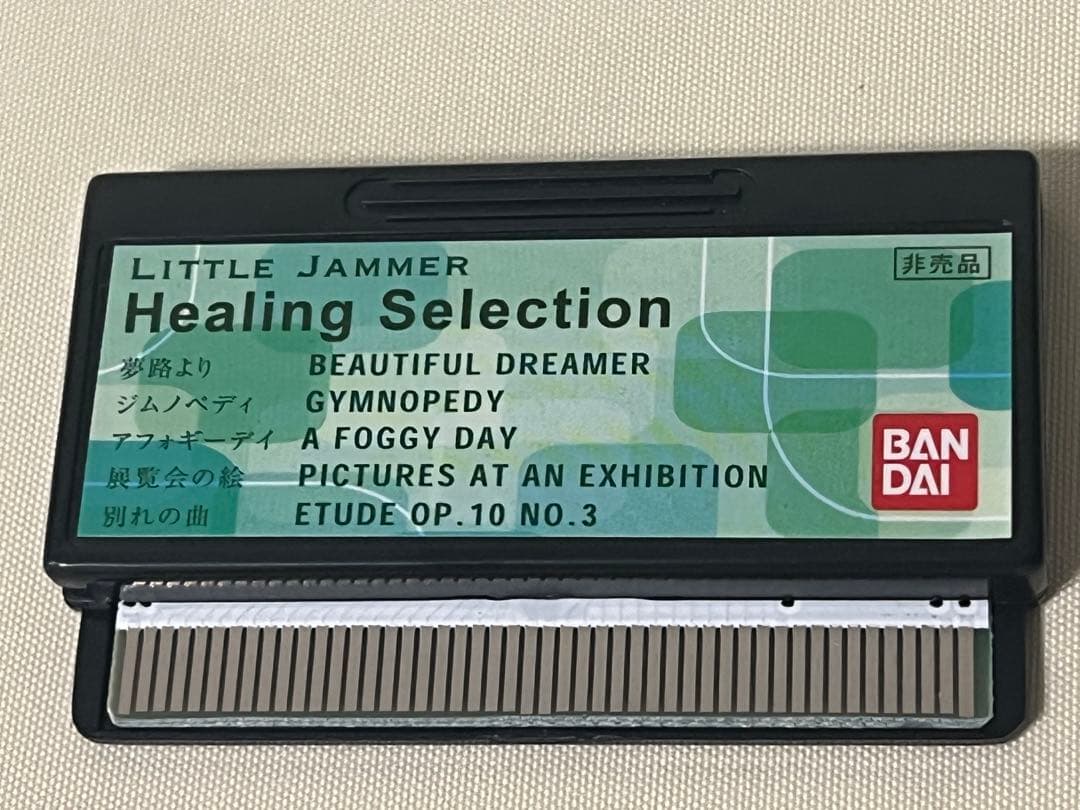 LITTLE JAMMER
非売品
Healing Selection
夢路より BEAUTIFUL DREAMER
ジムノペディ GYMNOPEDY
アフォギーデイ A FOGGY DAY
展覧会の絵 PICTURES AT AN EXHIBITION
別れの曲 ETUDE OP.10 NO.3
BAN
DAI